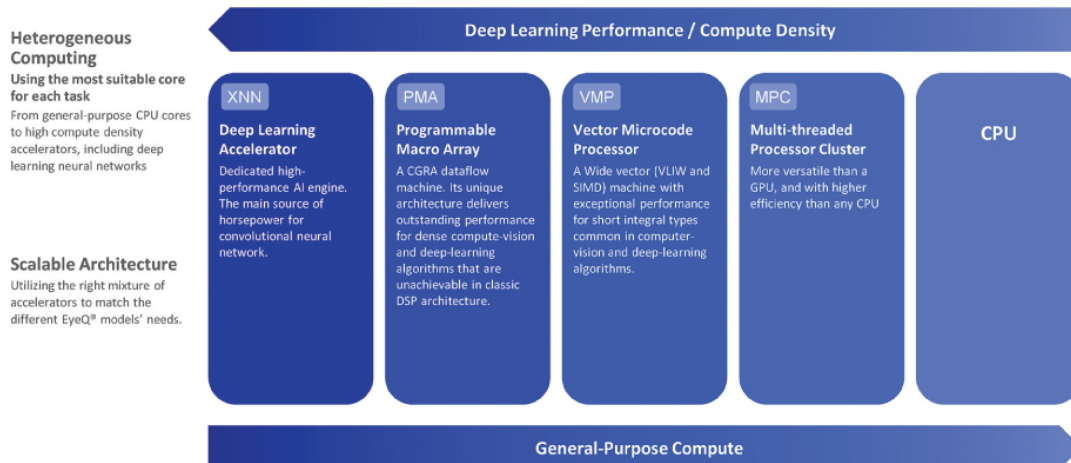 Deep Learning Performance / Compute Density
Heterogeneous
Computing
Using the most suitable core
for each task
From general-purpose CPU cores
to high compute density
accelerators, including deep
learning neural networks
Scalable Architecture
Utilizing the right mixture of
accelerators to match the
different EyeQ® models' needs.
XNN
Deep Learning
Accelerator
Dedicated high-
performance AI engine.
The main source of
horsepower for
convolutional neural
network.
PMA
Programmable
Macro Array
A CGRA dataflow
machine. Its unique
architecture delivers
outstanding performance
for dense compute-vision
and deep-learning
algorithms that are
unachievable in classic
DSP architecture.
VMP
Vector Microcode
Processor
A Wide vector (VLIW and
SIMD) machine with
exceptional performance
for short integral types
common in computer-
vision and deep-learning
algorithms.
MPC
Multi-threaded
Processor Cluster
More versatile than a
GPU, and with higher
efficiency than any CPU
CPU
General-Purpose Compute